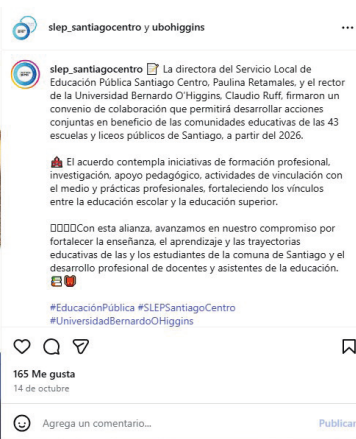 slep_santiagocentro y ubohiggins
slep_santiagocentro 📝 La directora del Servicio Local de
Educación Pública Santiago Centro, Paulina Retamales, y el rector
de la Universidad Bernardo O'Higgins, Claudio Ruff, firmaron un
convenio de colaboración que permitirá desarrollar acciones
conjuntas en beneficio de las comunidades educativas de las 43
escuelas y liceos públicos de Santiago, a partir del 2026.
🏫 El acuerdo contempla iniciativas de formación profesional,
investigación, apoyo pedagógico, actividades de vinculación con
el medio y prácticas profesionales, fortaleciendo los vínculos
entre la educación escolar y la educación superior.
Con esta alianza, avanzamos en nuestro compromiso por
fortalecer la enseñanza, el aprendizaje y las trayectorias
educativas de las y los estudiantes de la comuna de Santiago y el
desarrollo profesional de docentes y asistentes de la educación.
#EducaciónPública #SLEPSantiagoCentro
#UniversidadBernardoOHiggins
165 Me gusta
14 de octubre
Agrega un comentario...
Publicar